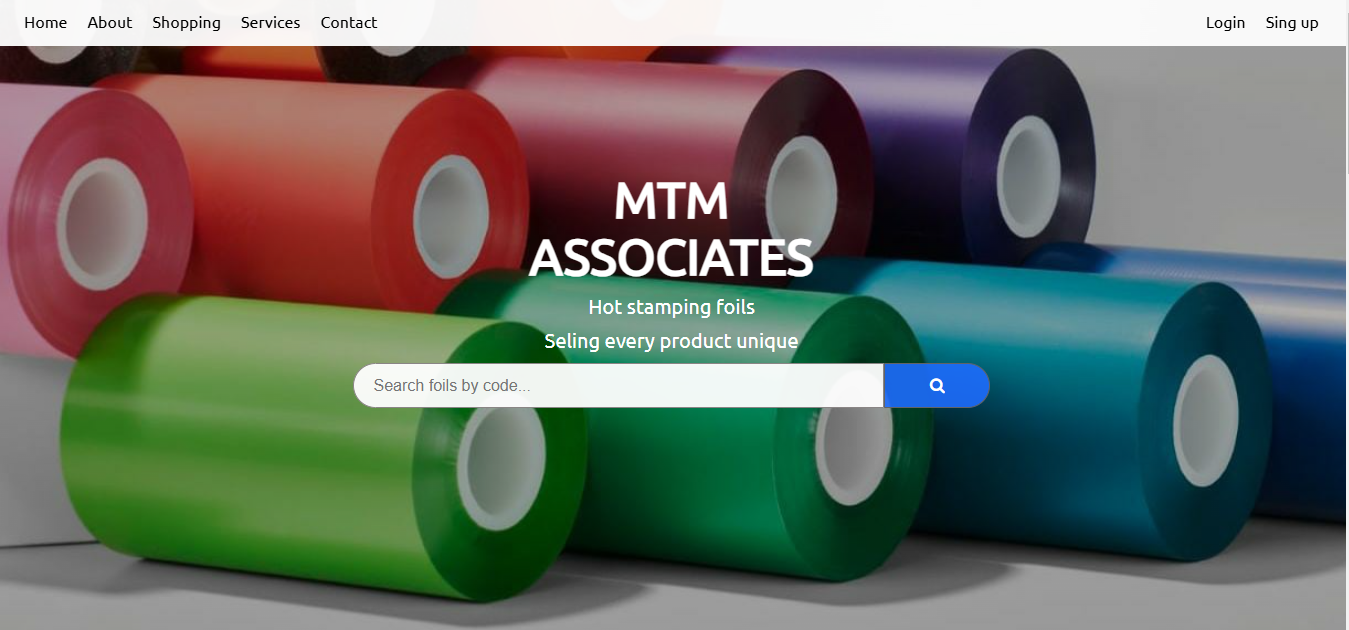 Home About Shopping Services Contact Login Sing up
MTM
ASSOCIATES
Hot stamping foils
Seling every product unique
Search foils by code...